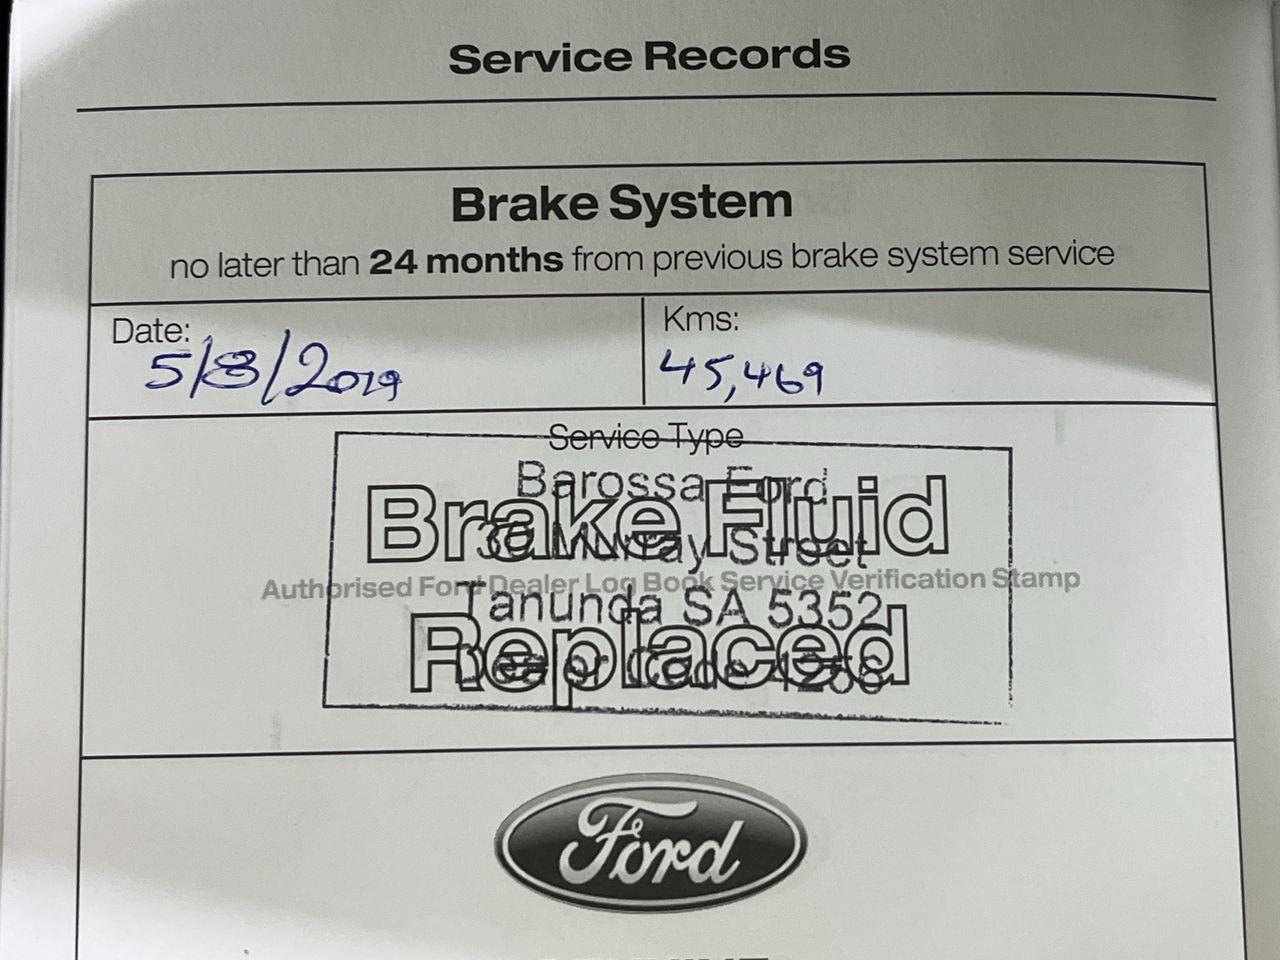 Service Records
Brake System
no later than 24 months from previous brake system service
Date:
5/8/2019
Kms:
45,469
Service Type
Barossa Ford
Brake Fluid
Murray Street
Authorised Ford Dealer Log Book Service Verification Stamp
Tanunda SA 5352
Replaced
Dealer Code
Ford